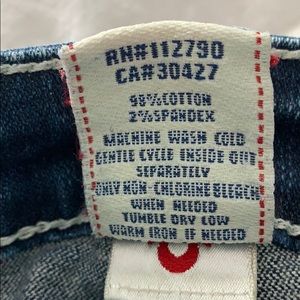 RN#112790
CA#30427
98%COTTON
2%SPANDEX
MACHINE WASH COLD
GENTLE CYCLE INSIDE OUT
SEPARATELY
ONLY NON-CHLORINE BLEACH
WHEN NEEDED
TUMBLE DRY LOW
WARM IRON IF NEEDED